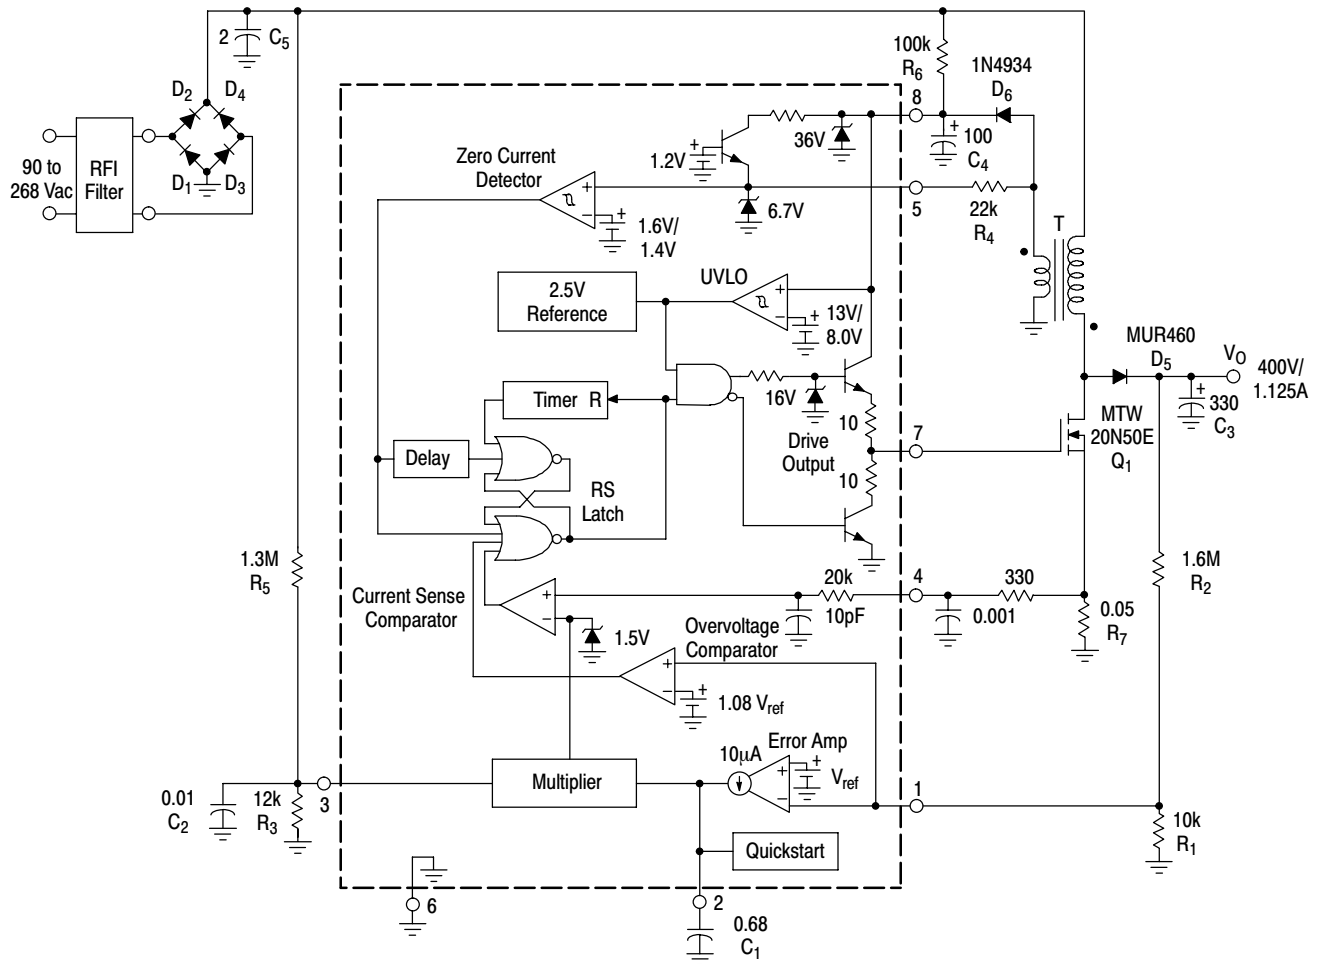 2
C5
100k
R6
1N4934
D6
D2
D4
D1
D3
90 to
268 Vac
RFI
Filter
8
+
100
C4
36V
1.2V
+
Zero Current
Detector
+
−
+
1.6V/
1.4V
6.7V
5
22k
R4
T
2.5V
Reference
UVLO
+
−
+
13V/
8.0V
MUR460
D5
VO
400V/
1.125A
+
330
C3
Timer R
16V
10
Drive
Output
10
7
MTW
20N50E
Q1
Delay
RS
Latch
1.3M
R5
1.6M
R2
Current Sense
Comparator
+
−
1.5V
20k
10pF
4
330
0.001
0.05
R7
Overvoltage
Comparator
+
−
+
1.08 Vref
Multiplier
10μA
Error Amp
+
−
+
Vref
1
0.01
C2
12k
R3
3
Quickstart
10k
R1
6
2
0.68
C1